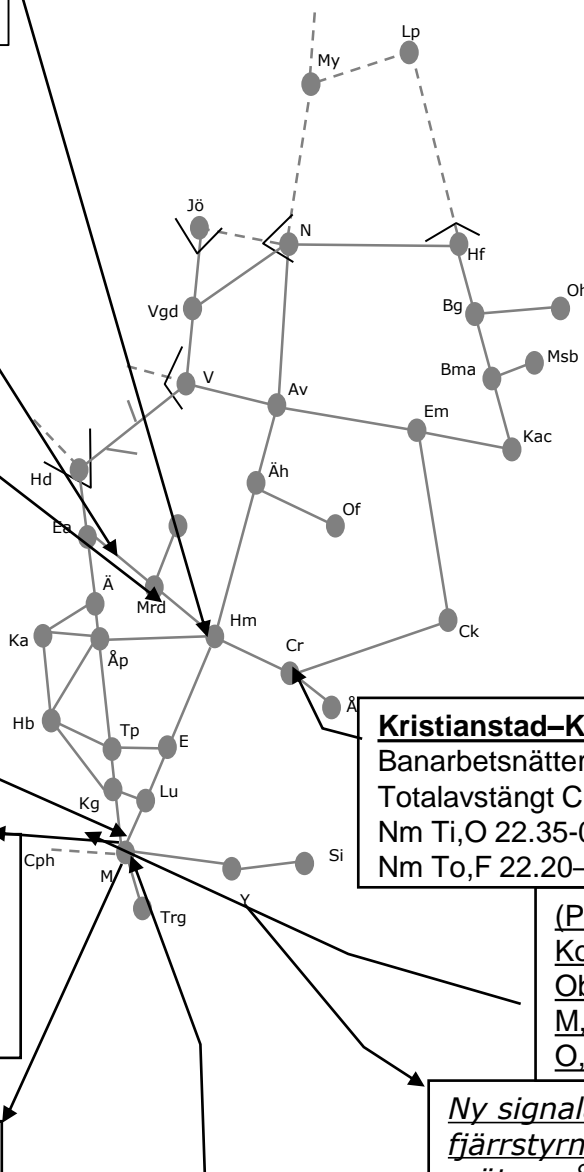 Lp
My
Jö
N
Hf
Vgd
Bg
Oh
Msb
Bma
V
Av
Em
Kac
Hd
Äh
Of
Ea
Ä
Mrd
Hm
Ck
Ka
Åp
Cr
Å
Hb
Tp
E
Kg
Lu
Cph
M
Si
Y
Trg
Kristianstad–K
Banarbetsnätter
Totalavstängt C
Nm Ti,O 22.35-0
Nm To,F 22.20–
(P
Ko
Ob
M,
O,
Ny signal
fjärrstyrn